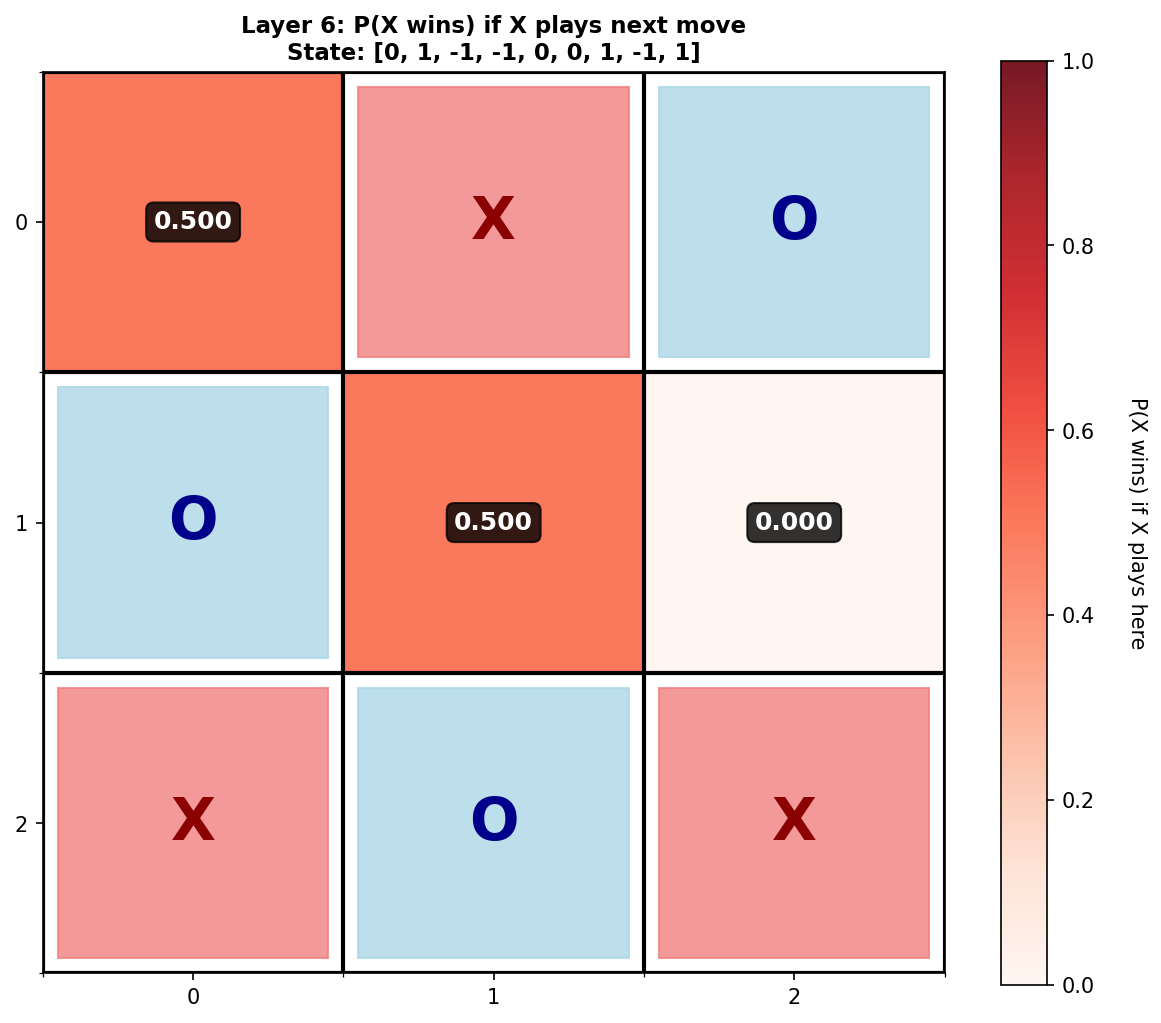 Layer 6: P(X wins) if X plays next move
State: [0, 1, -1, -1, 0, 0, 1, -1, 1]
0.500
X
O
O
0.500
0.000
X
O
X
0
1
2
0
1
2
1.0
0.8
0.6
0.4
0.2
0.0
P(X wins) if X plays here